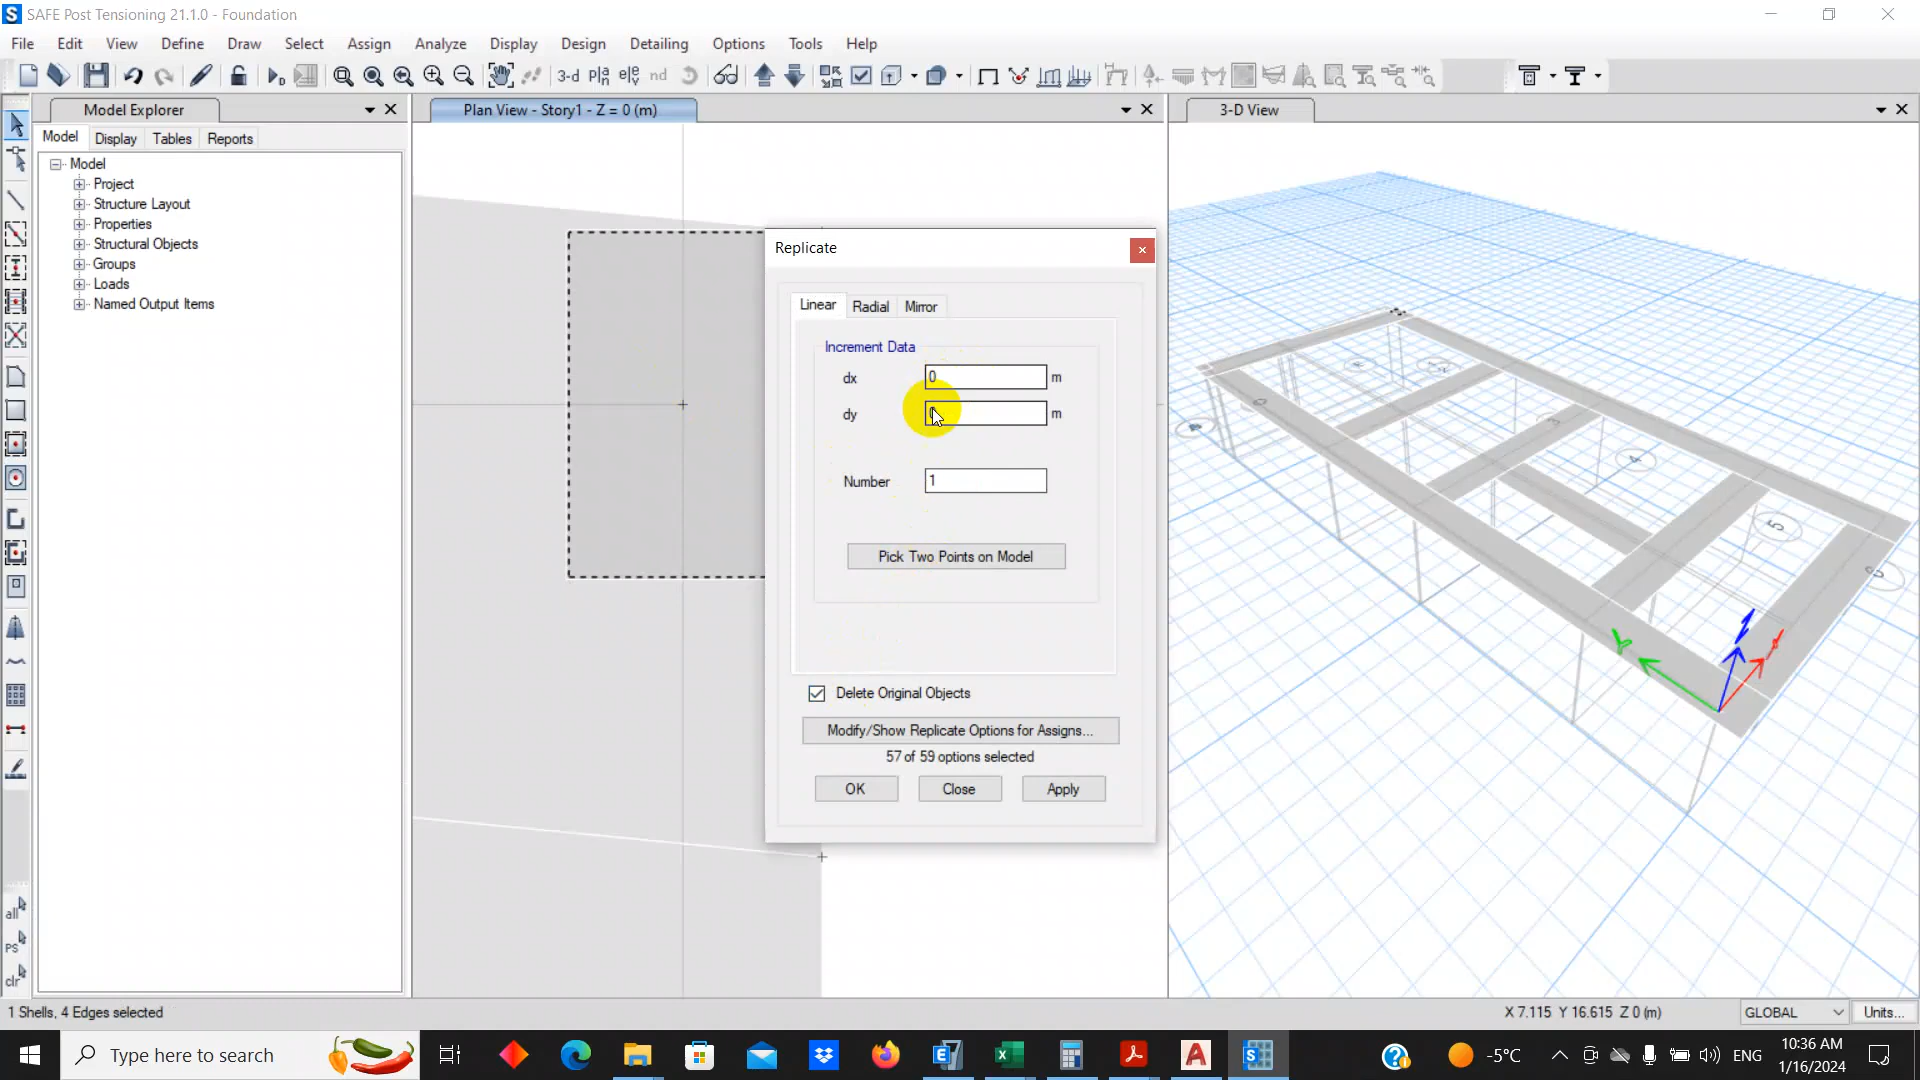 SAFE Post Tensioning 21.1.0 - Foundation
File Edit View Define Draw Select Assign Analyze Display Design Detailing Options Tools Help
3-d
nd
Model Explorer
Plan View - Story1 - Z = 0 (m)
3-D View
Model Display Tables Reports
Model
Project
Structure Layout
Properties
Structural Objects
Groups
Loads
Named Output Items
Replicate
Linear Radial Mirror
Increment Data
dx 0 m
dy m
Number 1
Pick Two Points on Model
Delete Original Objects
Modify/Show Replicate Options for Assigns...
57 of 59 options selected
OK Close Apply
all
PS
clr
1 Shells, 4 Edges selected
X 7.115 Y 16.615 Z 0 (m)
GLOBAL
Units...
Type here to search
-5°C
ENG
10:36 AM
1/16/2024